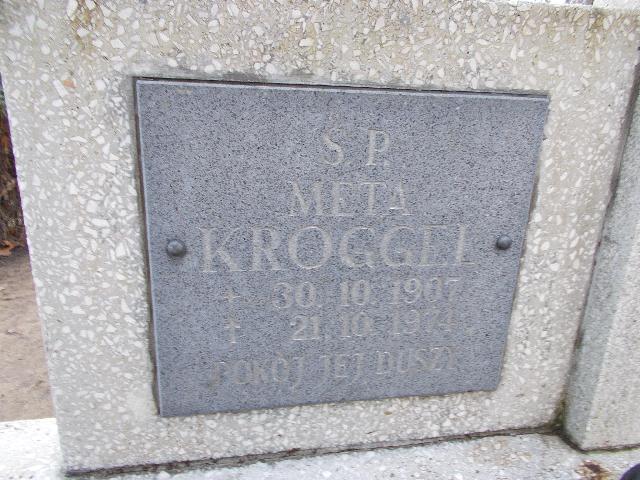 Ś.P.
META
KROGGEL
* 30.10.1907
† 21.10.1974
POKÓJ JEJ DUSZY